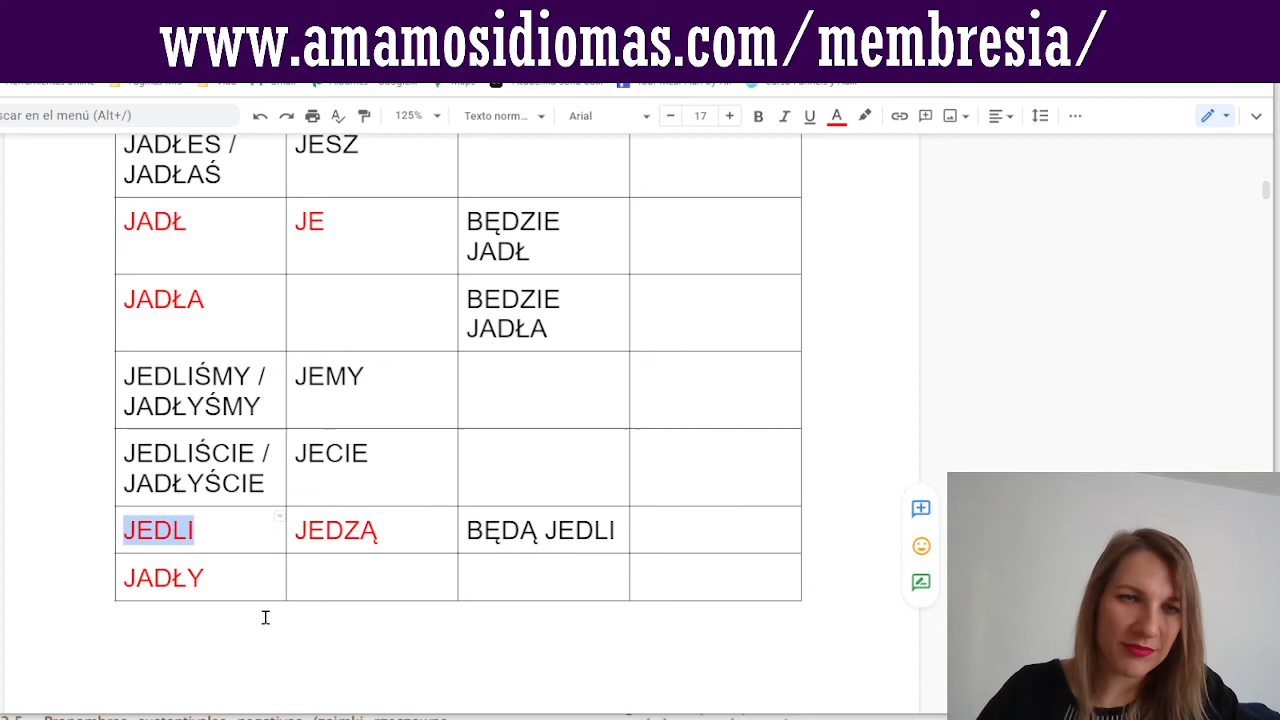 www.amamosidiomas.com/membresia/
scar en el menú (Alt+/)
125%
Texto norm...
Arial
17
JADŁEŚ /
JADŁAŚ
JESZ
JADŁ
JE
BĘDZIE
JADŁ
JADŁA
BEDZIE
JADŁA
JEDLIŚMY /
JADŁYŚMY
JEMY
JEDLIŚCIE /
JADŁYŚCIE
JECIE
JEDLI
JEDZĄ
BĘDĄ JEDLI
JADŁY